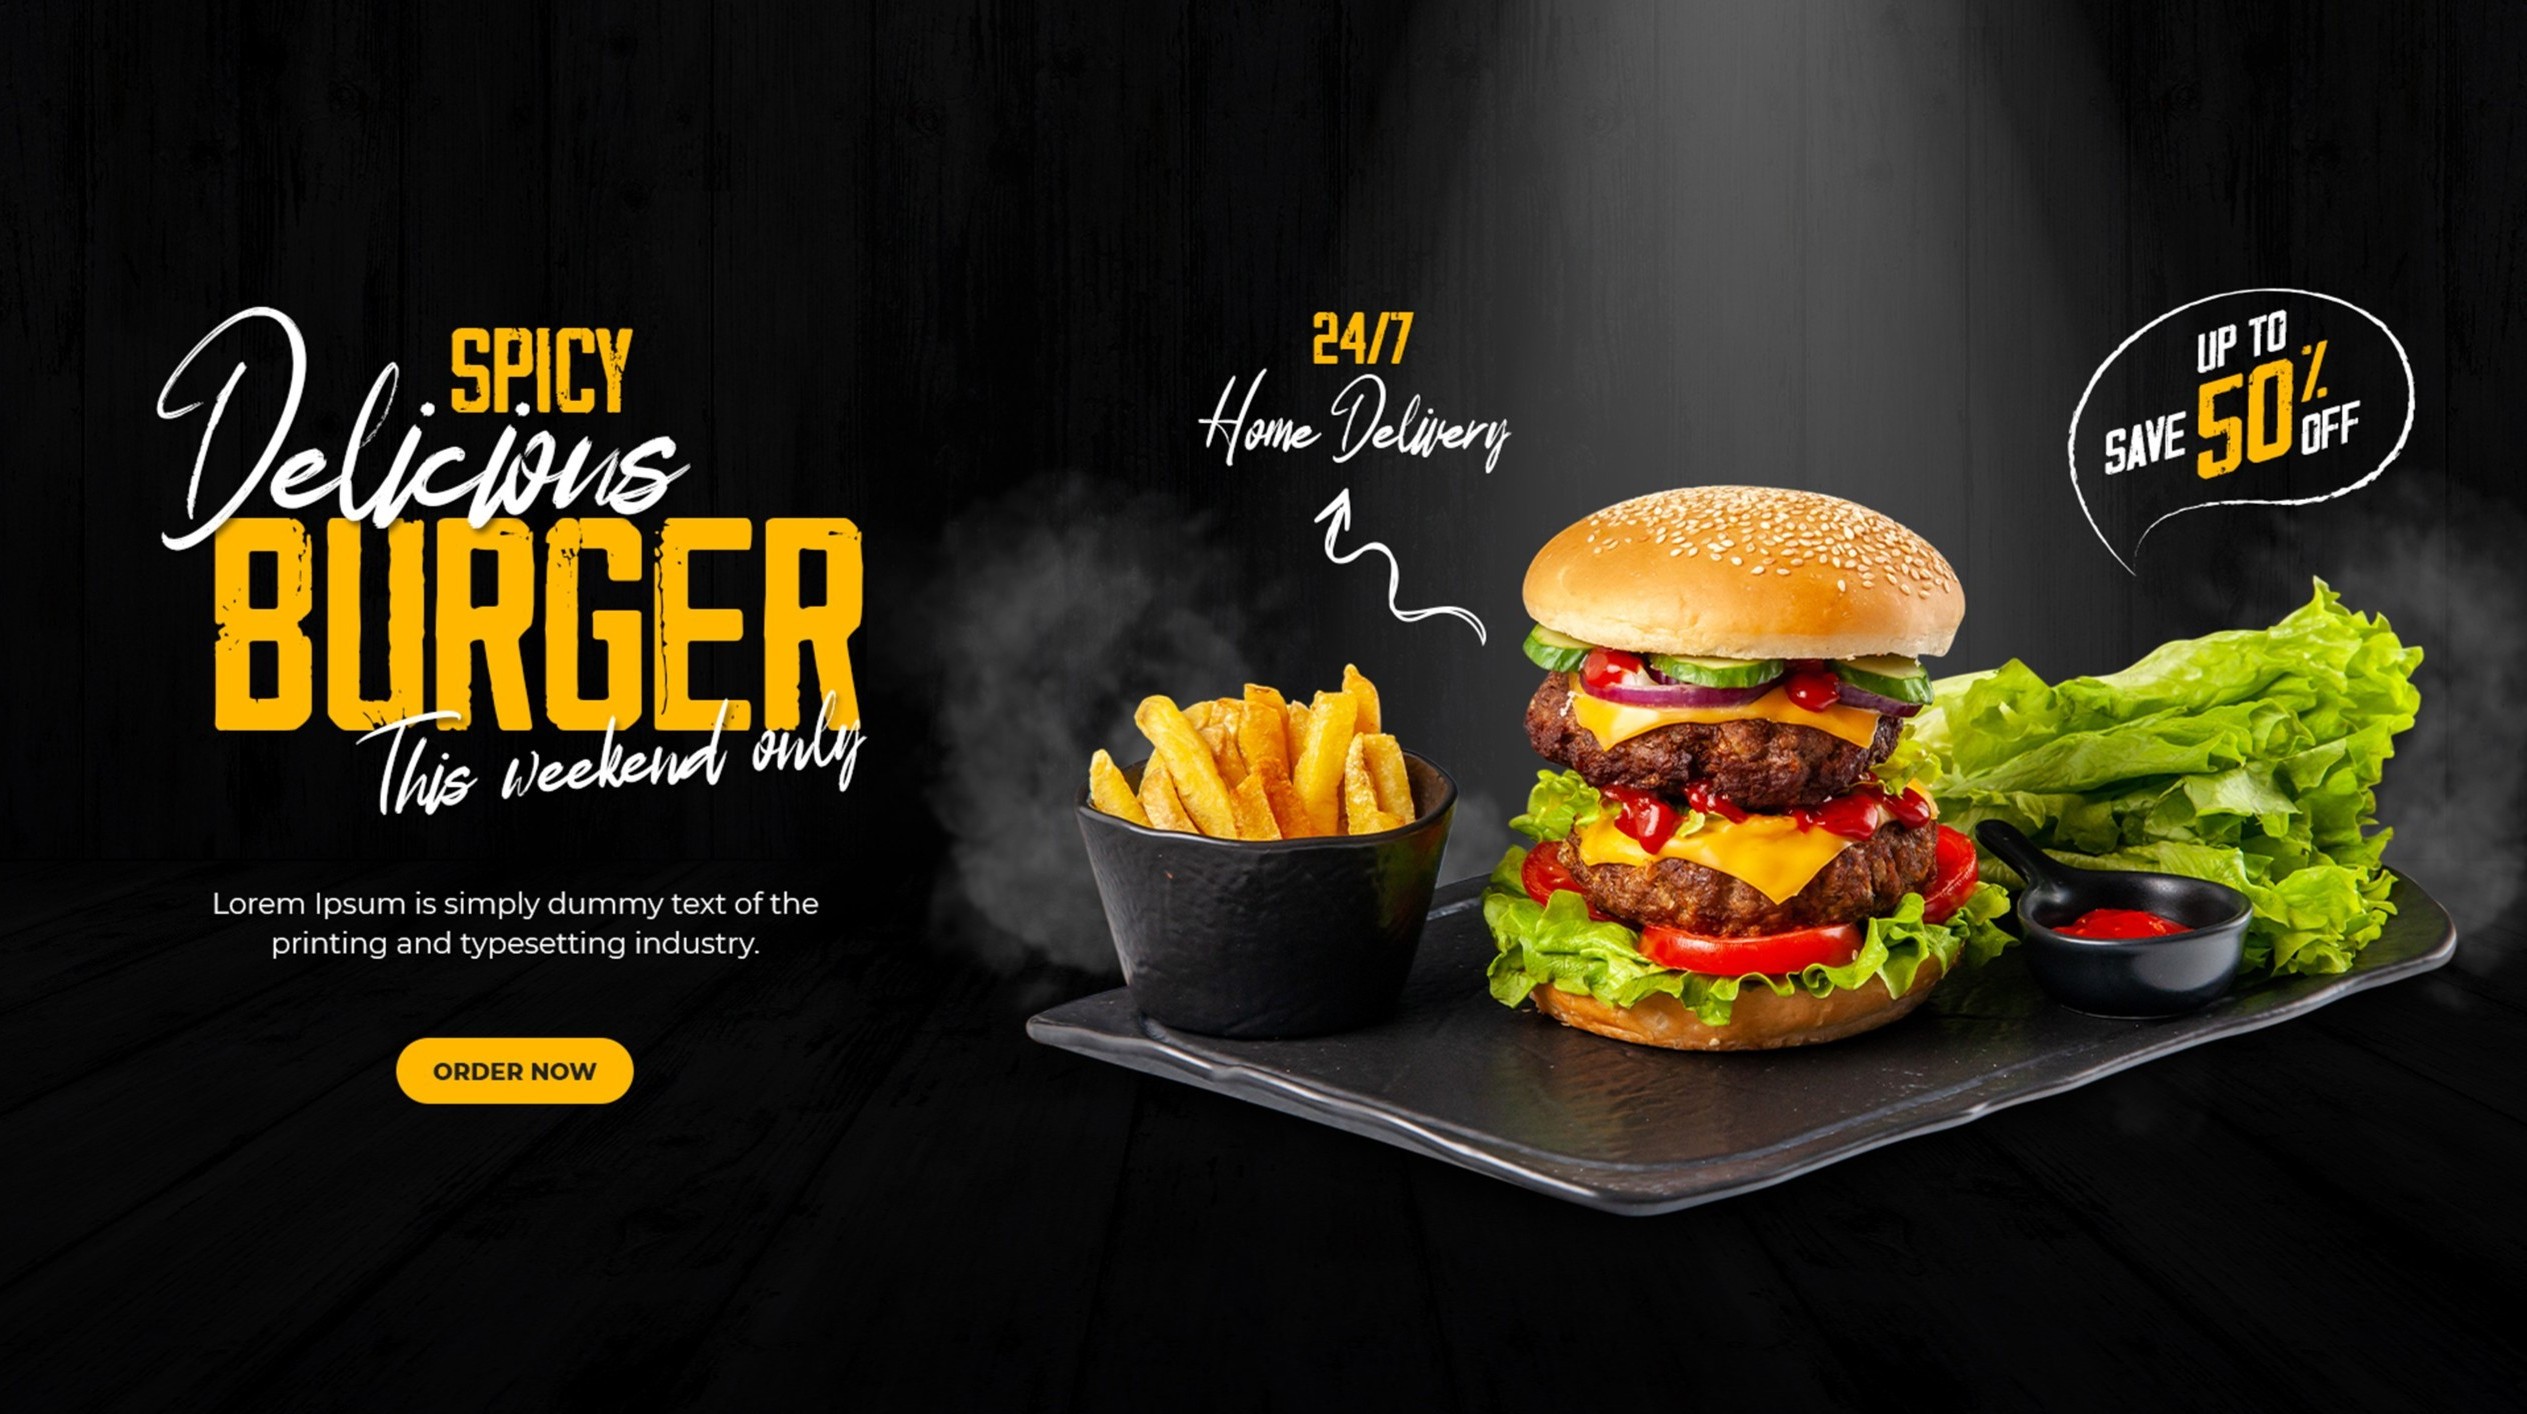 SPICY
Delicious
BURGER
This weekend only
Lorem Ipsum is simply dummy text of the
printing and typesetting industry.
ORDER NOW
24/7
Home Delivery
UP TO
SAVE 50% OFF